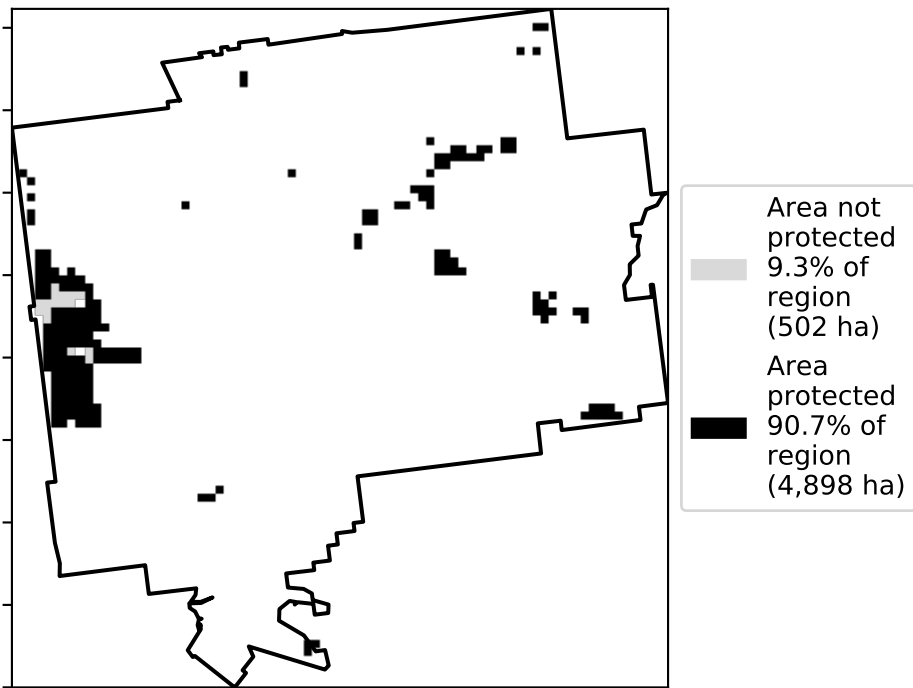 Area not
protected
9.3% of
region
(502 ha)
Area
protected
90.7% of
region
(4,898 ha)